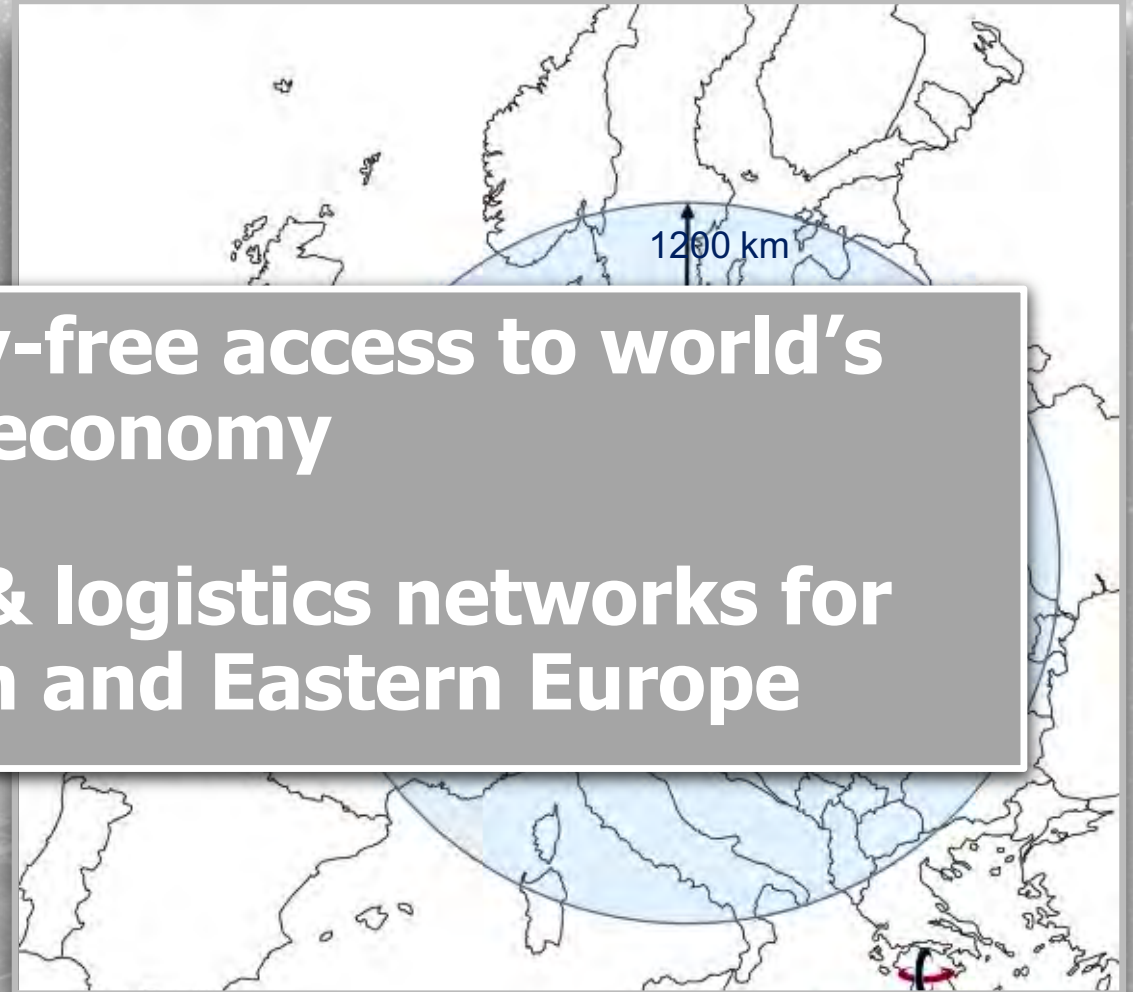 1200 km
-free access to world’s
economy
& logistics networks for
and Eastern Europe